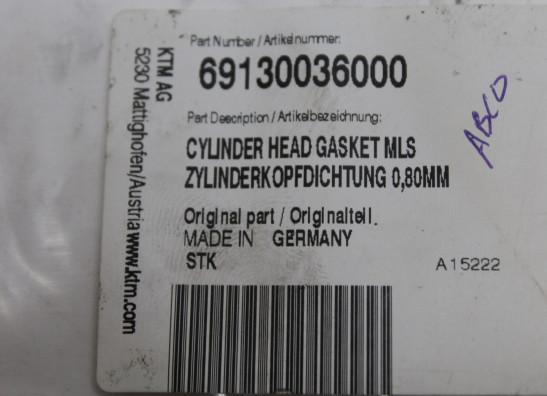 Part Number / Artikelnummer:
69130036000
Part Description / Artikelbezeichnung:
CYLINDER HEAD GASKET MLS
ZYLINDERKOPFDICHTUNG 0,80MM
Original part / Originalteil.
MADE IN GERMANY
STK
A15222
KTM AG
5230 Mattighofen/Austria www.ktm.com
ABCD